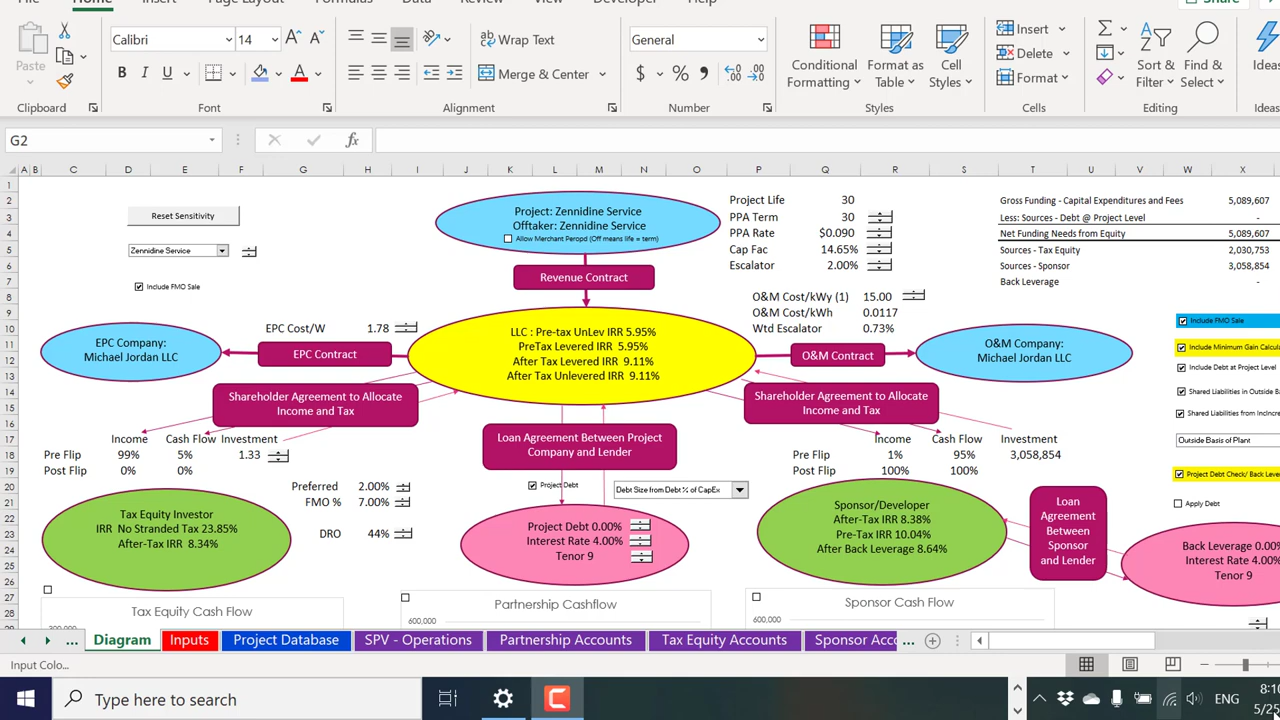 Home
Insert
Page Layout
Formulas
Data
Review
View
Developer
Help
Share
Paste
Calibri
14
B I U
A A
A
ab Wrap Text
Merge & Center
General
$ % 9
Conditional Formatting
Format as Table
Cell Styles
Insert
Delete
Format
Sort & Filter
Find & Select
Ideas
Clipboard
Font
Alignment
Number
Styles
Cells
Editing
Ideas
G2
fx
A B C D E F G H I J K L M N O P Q R S T U V W X
Reset Sensitivity
Zennidine Service
Include FMO Sale
Project: Zennidine Service
Offtaker: Zennidine Service
Allow Merchant Peropd (Off means life = term)
Revenue Contract
Project Life 30
PPA Term 30
PPA Rate $0.090
Cap Fac 14.65%
Escalator 2.00%
Gross Funding - Capital Expenditures and Fees 5,089,607
Less: Sources - Debt @ Project Level -
Net Funding Needs from Equity 5,089,607
Sources - Tax Equity 2,030,753
Sources - Sponsor 3,058,854
Back Leverage -
O&M Cost/kWy (1) 15.00
O&M Cost/kWh 0.0117
Wtd Escalator 0.73%
EPC Cost/W 1.78
EPC Company:
Michael Jordan LLC
EPC Contract
LLC : Pre-tax UnLev IRR 5.95%
PreTax Levered IRR 5.95%
After Tax Levered IRR 9.11%
After Tax Unlevered IRR 9.11%
O&M Contract
O&M Company:
Michael Jordan LLC
Include FMO Sale
Include Minimum Gain Calcula
Include Debt at Project Level
Shared Liabilities in Outside Ba
Shared Liabilities from IncIncre
Outside Basis of Plant
Project Debt Check/ Back Leve
Apply Debt
Shareholder Agreement to Allocate
Income and Tax
Shareholder Agreement to Allocate
Income and Tax
Loan Agreement Between Project
Company and Lender
Income Cash Flow Investment
Pre Flip 99% 5% 1.33
Post Flip 0% 0%
Income Cash Flow Investment
Pre Flip 1% 95% 3,058,854
Post Flip 100% 100%
Preferred 2.00%
FMO % 7.00%
DRO 44%
Project Debt
Debt Size from Debt % of CapEx
Tax Equity Investor
IRR No Stranded Tax 23.85%
After-Tax IRR 8.34%
Project Debt 0.00%
Interest Rate 4.00%
Tenor 9
Sponsor/Developer
After-Tax IRR 8.38%
Pre-Tax IRR 10.04%
After Back Leverage 8.64%
Loan
Agreement
Between
Sponsor
and Lender
Back Leverage 0.00%
Interest Rate 4.00%
Tenor 9
Tax Equity Cash Flow
Partnership Cashflow
600,000
Sponsor Cash Flow
600,000
... Diagram Inputs Project Database SPV - Operations Partnership Accounts Tax Equity Accounts Sponsor Acco ...
Input Colo...
Type here to search
ENG
8:10
5/25